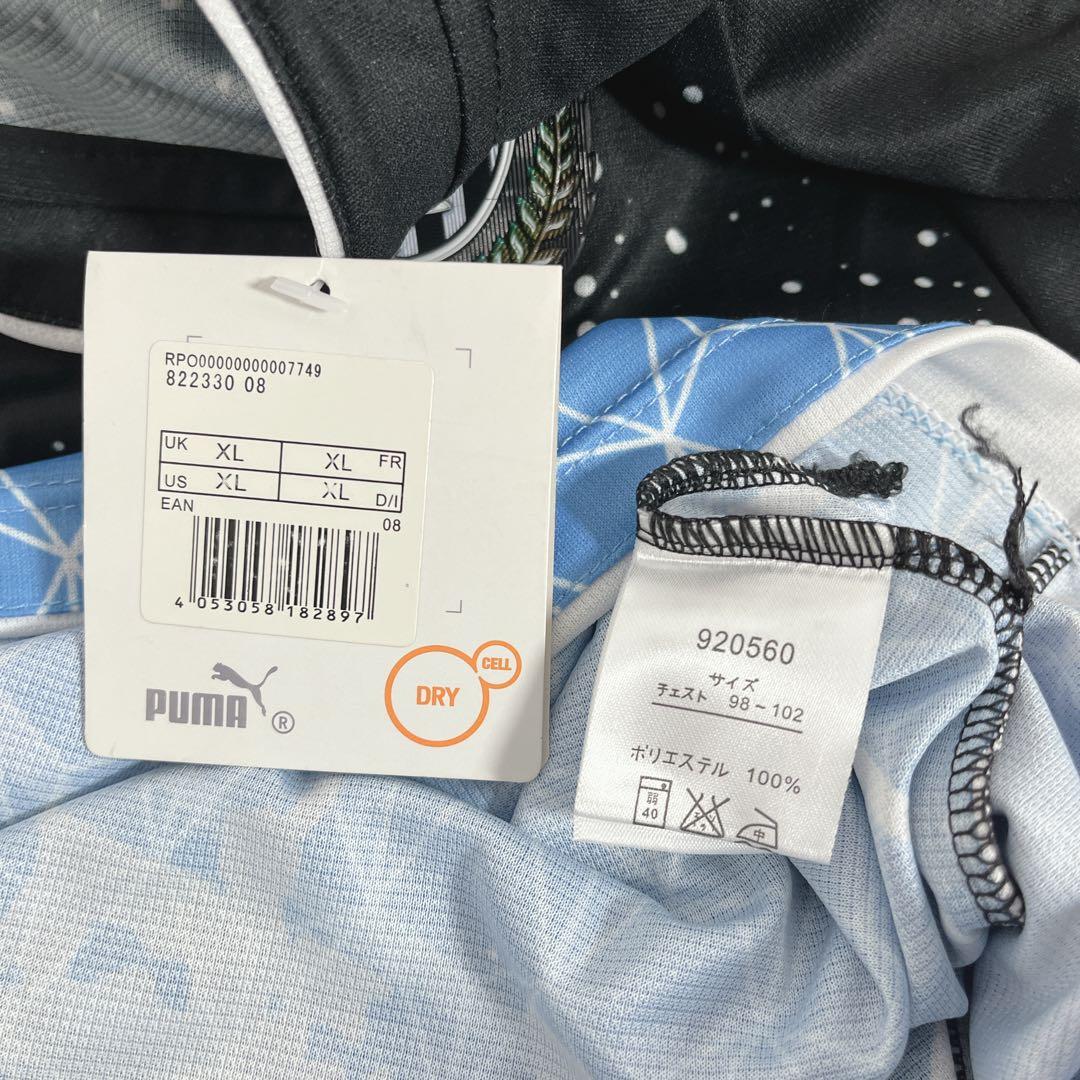 RPO00000000007749
822330 08
UK XL XL FR
US XL XL D/I
EAN 08
4 053058 182897
PUMA ®
DRY CELL
920560
サイズ
チェスト 98-102
ポリエステル 100%
弱 40 中